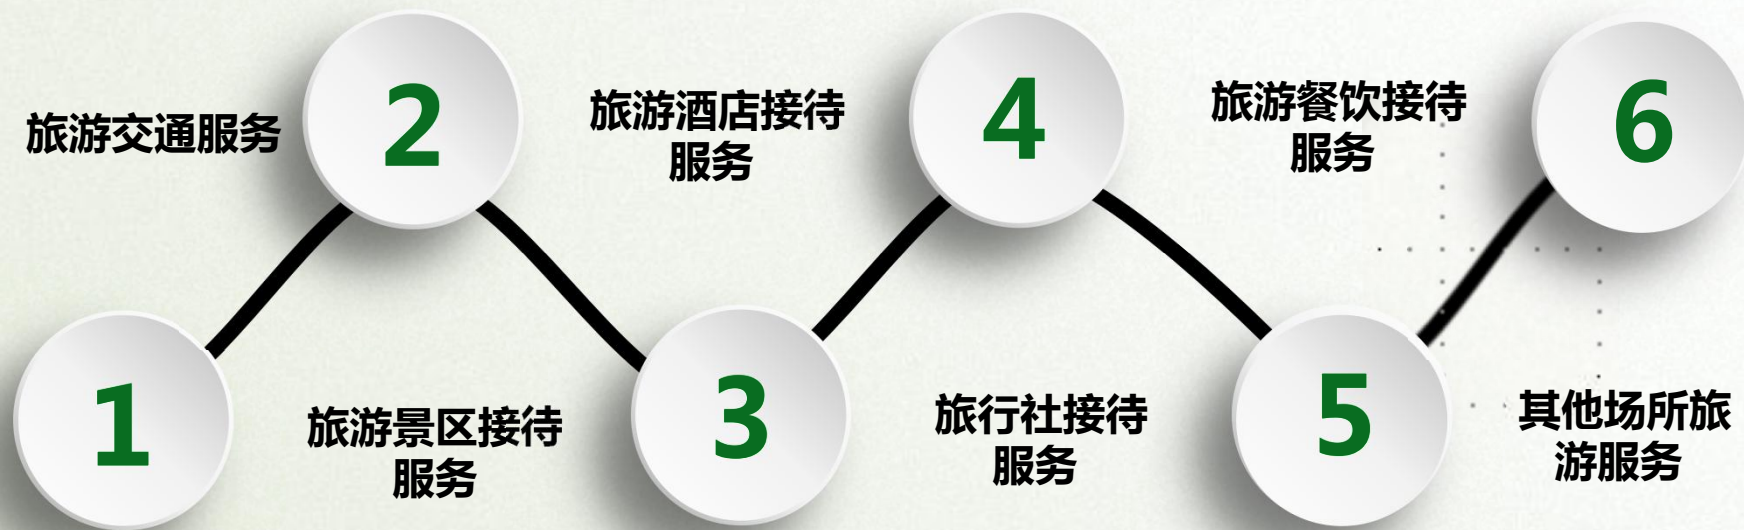 2
旅游交通服务
4
旅游酒店接待
服务
6
旅游餐饮接待
服务
1
旅游景区接待
服务
3
旅行社接待
服务
5
其他场所旅
游服务